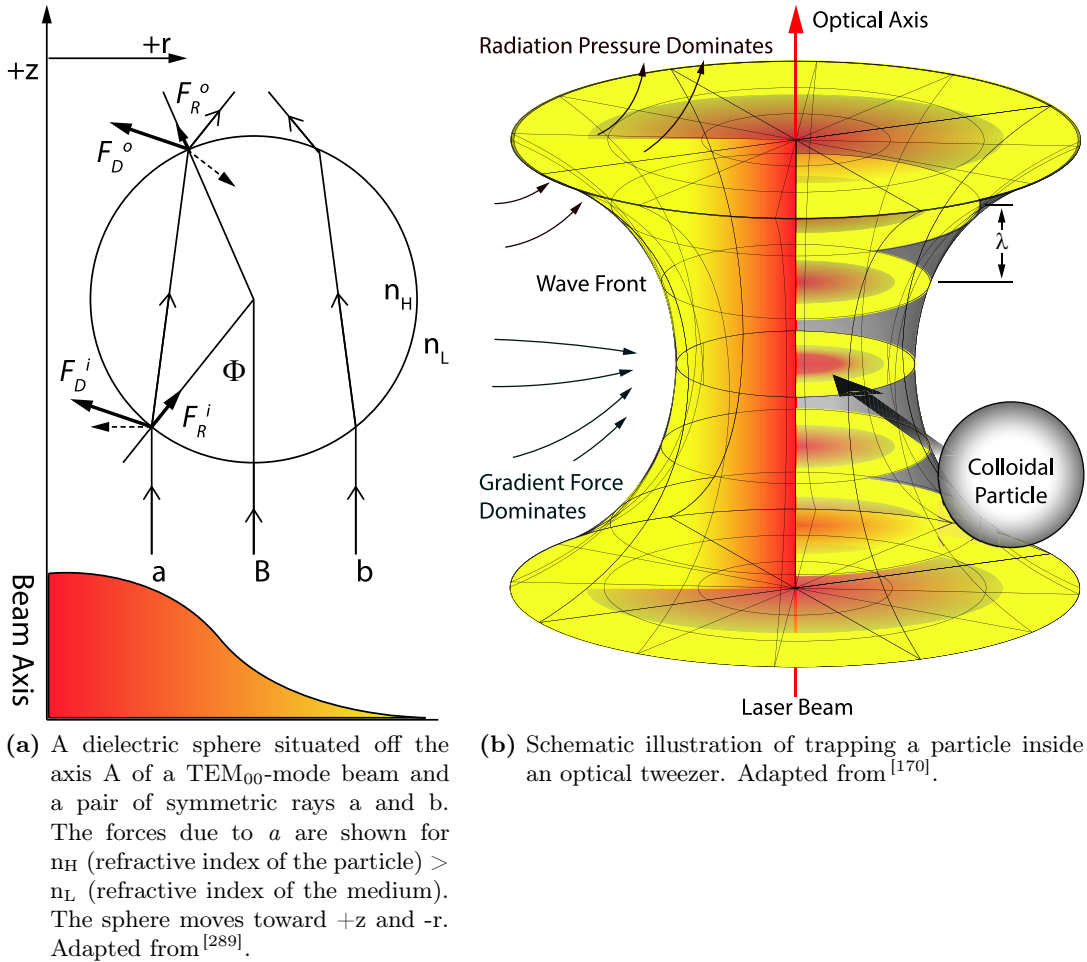 +r
+z
F_R^o
F_D^o
n_H
n_L
Φ
F_D^i
F_R^i
a
B
b
Beam Axis
Optical Axis
Radiation Pressure Dominates
λ
Wave Front
Gradient Force
Dominates
Colloidal
Particle
Laser Beam
(a) A dielectric sphere situated off the
axis A of a TEM₀₀-mode beam and
a pair of symmetric rays a and b.
The forces due to a are shown for
n_H (refractive index of the particle) >
n_L (refractive index of the medium).
The sphere moves toward +z and -r.
Adapted from [289].
(b) Schematic illustration of trapping a particle inside
an optical tweezer. Adapted from [170].